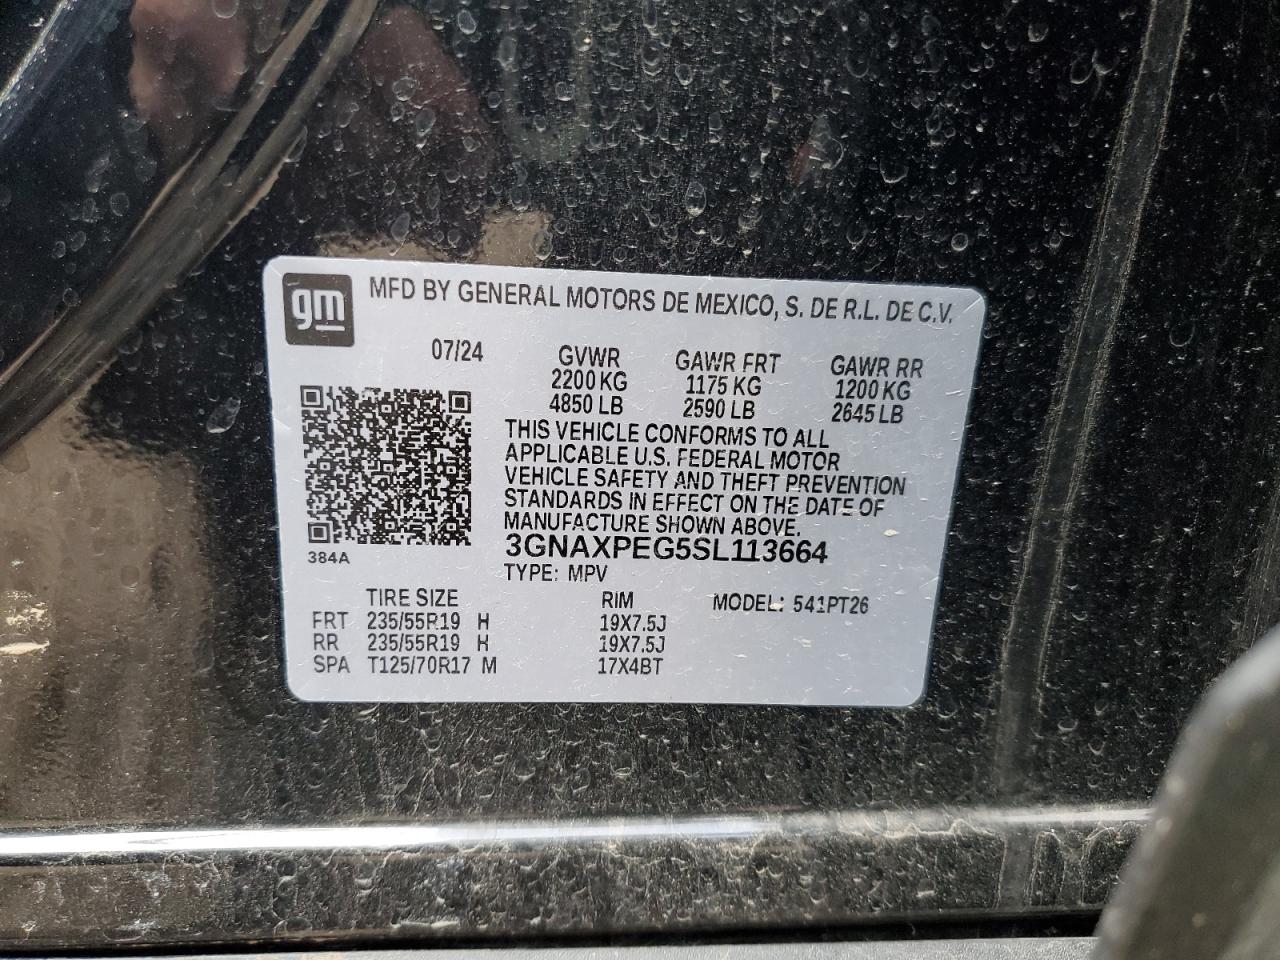 gm
MFD BY GENERAL MOTORS DE MEXICO, S. DE R.L. DE C.V.
07/24 GVWR GAWR FRT GAWR RR
2200 KG 1175 KG 1200 KG
4850 LB 2590 LB 2645 LB
THIS VEHICLE CONFORMS TO ALL
APPLICABLE U.S. FEDERAL MOTOR
VEHICLE SAFETY AND THEFT PREVENTION
STANDARDS IN EFFECT ON THE DATE OF
MANUFACTURE SHOWN ABOVE.
384A
3GNAXPEG5SL113664
TYPE: MPV
TIRE SIZE RIM MODEL: 541PT26
FRT 235/55R19 H 19X7.5J
RR 235/55R19 H 19X7.5J
SPA T125/70R17 M 17X4BT